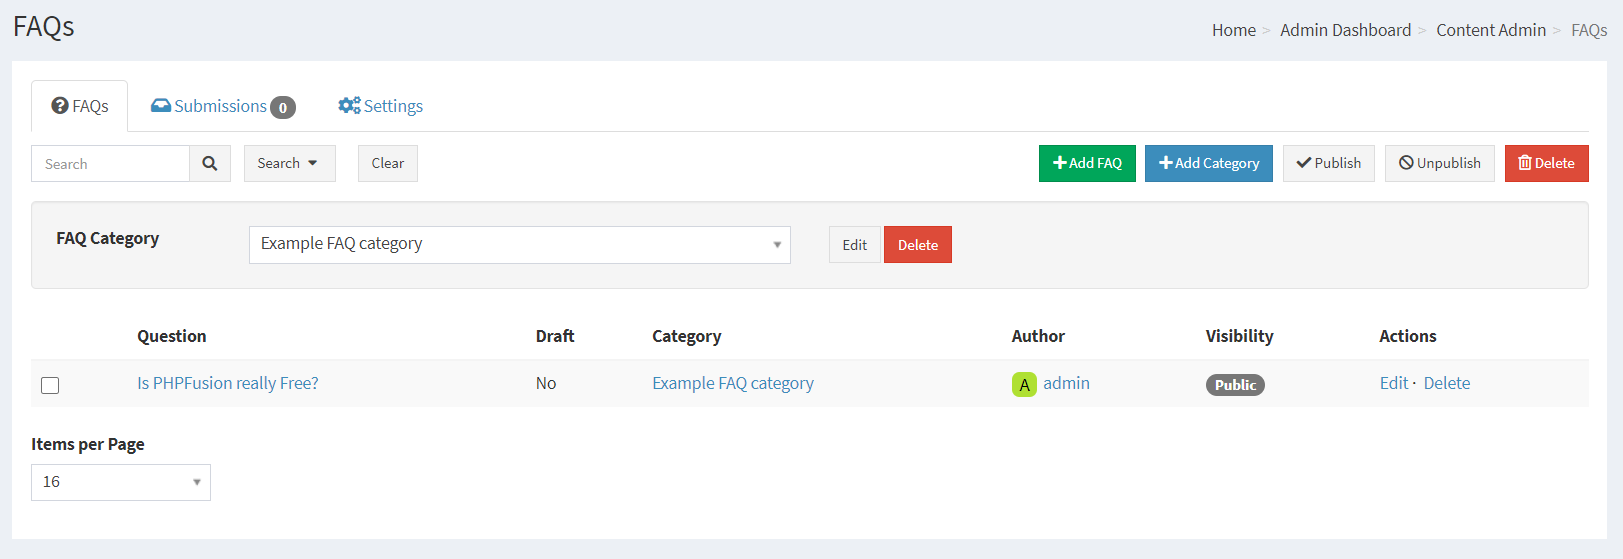 FAQs
Home > Admin Dashboard > Content Admin > FAQs
FAQs Submissions 0 Settings
Search Search Clear Add FAQ Add Category Publish Unpublish Delete
FAQ Category Example FAQ category Edit Delete
Question Draft Category Author Visibility Actions
Is PHPFusion really Free? No Example FAQ category A admin Public Edit · Delete
Items per Page
16